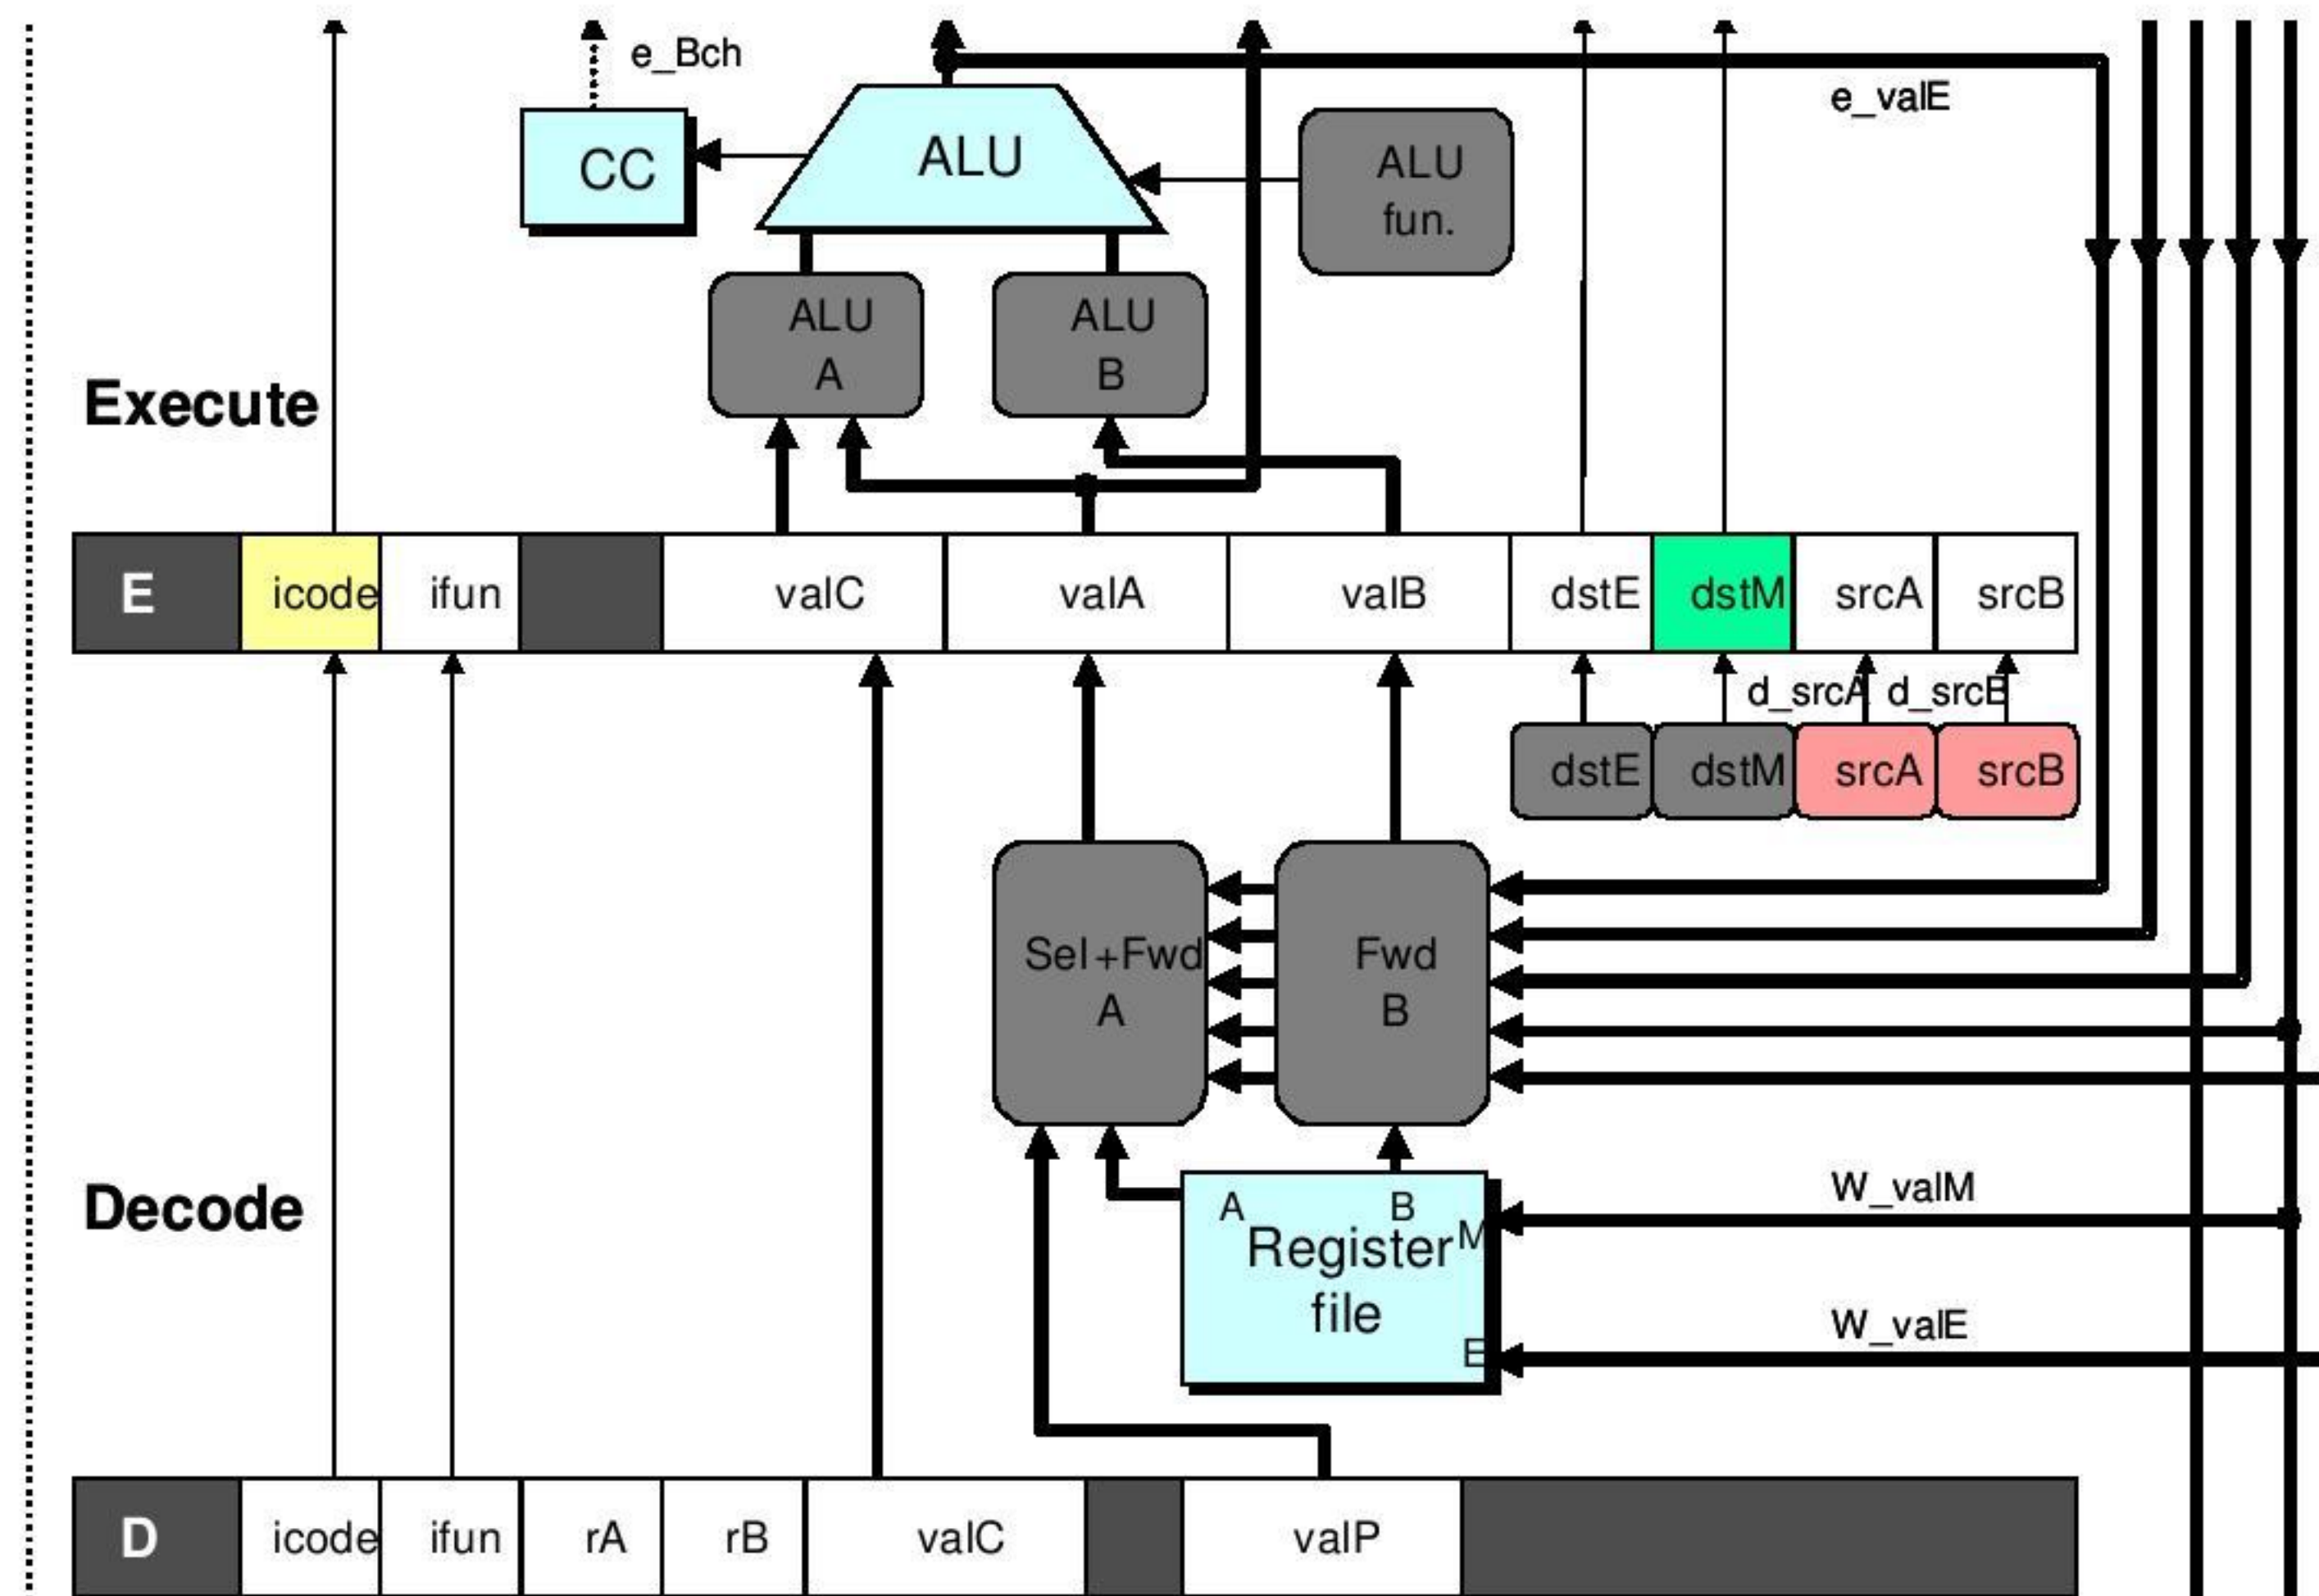 e_Bch
e_valE
CC
ALU
ALU
fun.
ALU
A
ALU
B
Execute
E
icode
ifun
valC
valA
valB
dstE
dstM
srcA
srcB
d_srcA
d_srcB
dstE
dstM
srcA
srcB
Sel+Fwd
A
Fwd
B
Decode
W_valM
A
B
M
Register
file
W_valE
E
D
icode
ifun
rA
rB
valC
valP